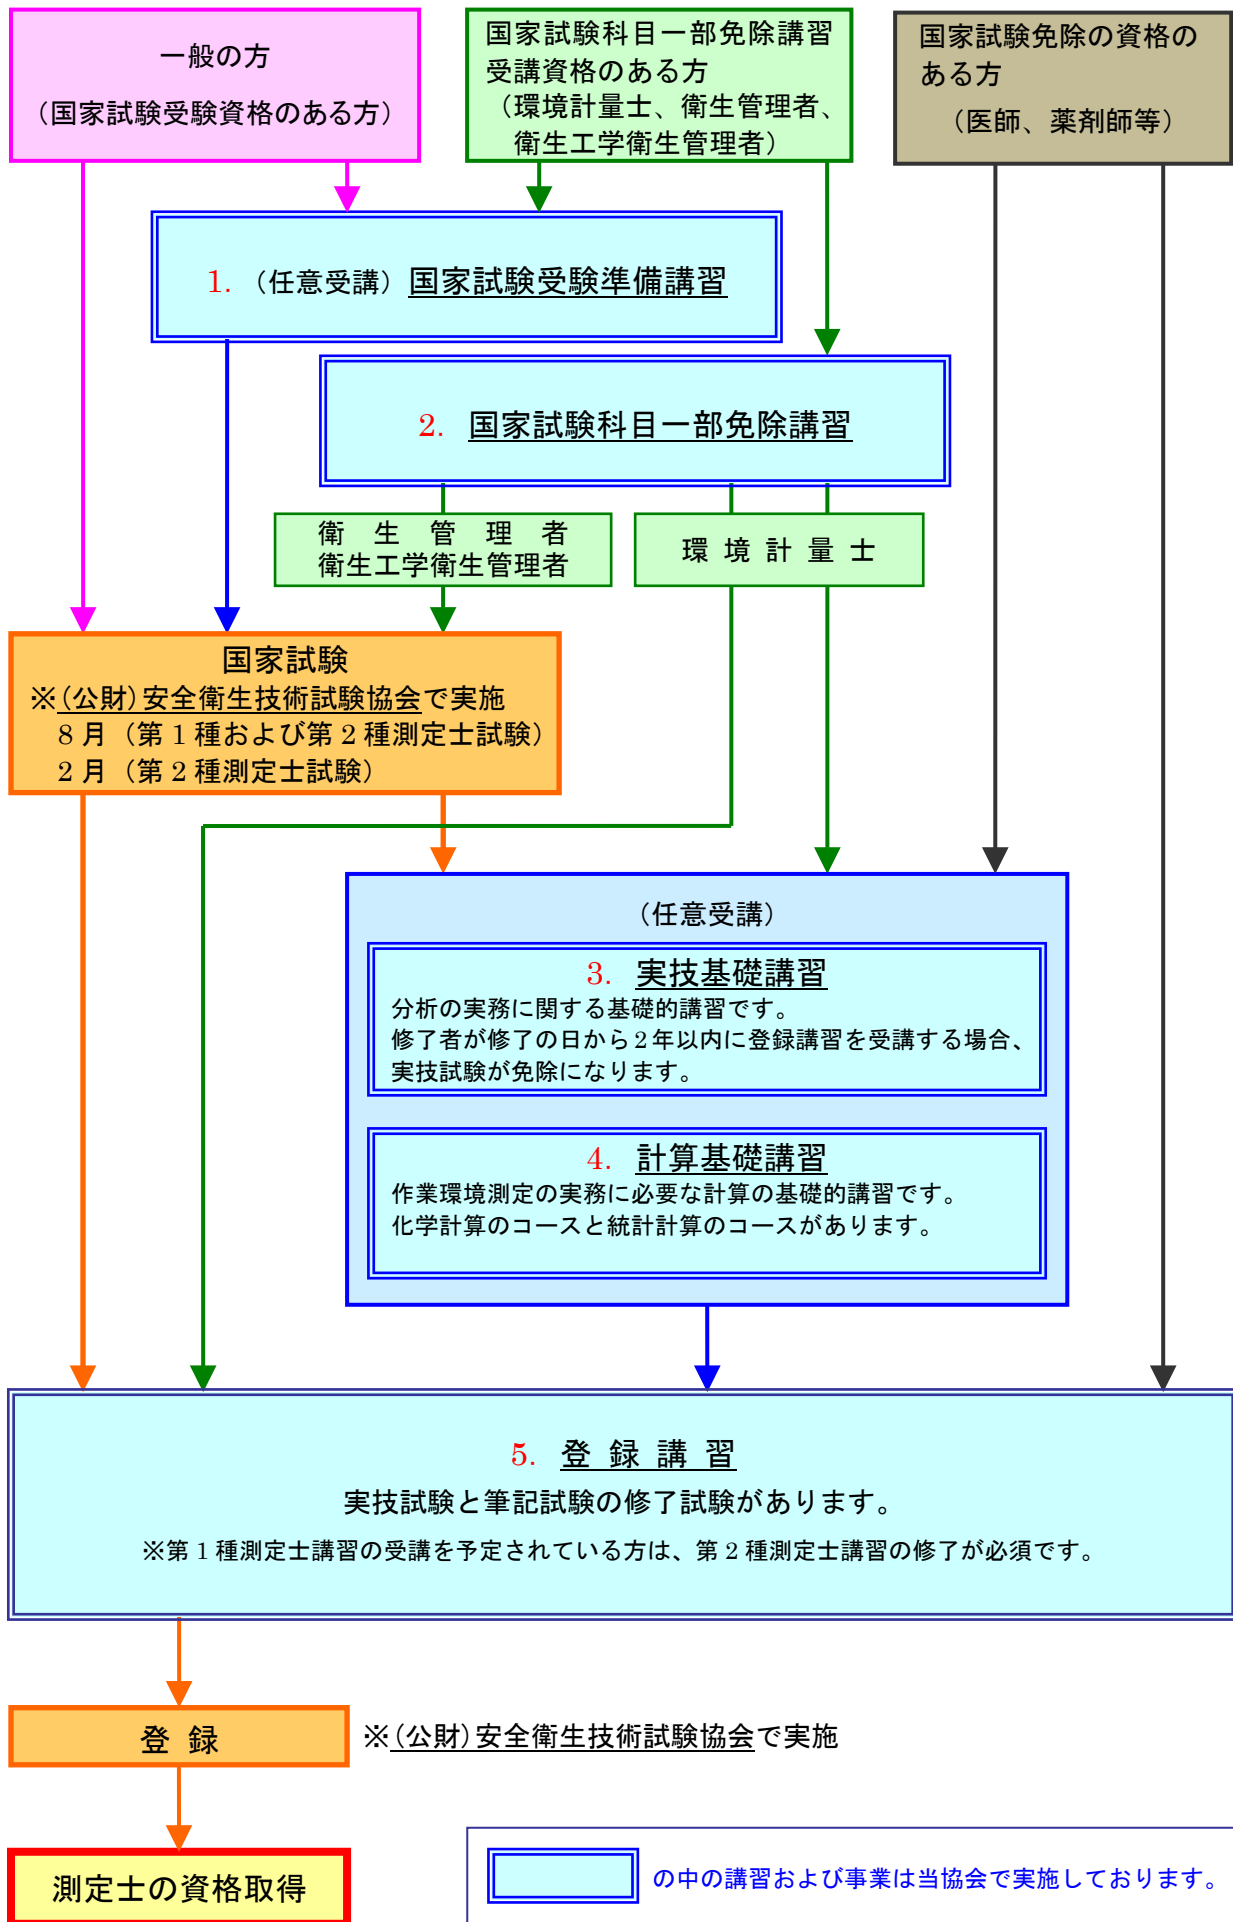 一般の方
（国家試験受験資格のある方）
国家試験科目一部免除講習
受講資格のある方
（環境計量士、衛生管理者、
衛生工学衛生管理者）
国家試験免除の資格の
ある方
（医師、薬剤師等）
1. （任意受講）国家試験受験準備講習
2. 国家試験科目一部免除講習
衛 生 管 理 者
衛生工学衛生管理者
環 境 計 量 士
国家試験
※(公財)安全衛生技術試験協会で実施
8 月（第 1 種および第 2 種測定士試験）
2 月（第 2 種測定士試験）
（任意受講）
3. 実技基礎講習
分析の実務に関する基礎的講習です。
修了者が修了の日から 2 年以内に登録講習を受講する場合、
実技試験が免除になります。
4. 計算基礎講習
作業環境測定の実務に必要な計算の基礎的講習です。
化学計算のコースと統計計算のコースがあります。
5. 登 録 講 習
実技試験と筆記試験の修了試験があります。
※第 1 種測定士講習の受講を予定されている方は、第 2 種測定士講習の修了が必須です。
登 録
※(公財)安全衛生技術試験協会で実施
測定士の資格取得
の中の講習および事業は当協会で実施しております。